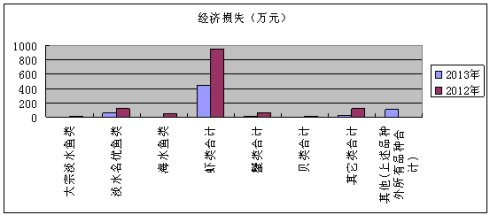 经济损失（万元）
1000
800
600
400
200
0
2013年
2012年
大宗淡水鱼类
淡水名优鱼类
海水鱼类
虾类合计
蟹类合计
贝类合计
其它类合计
其他(上述品种
外所有品种合
计)